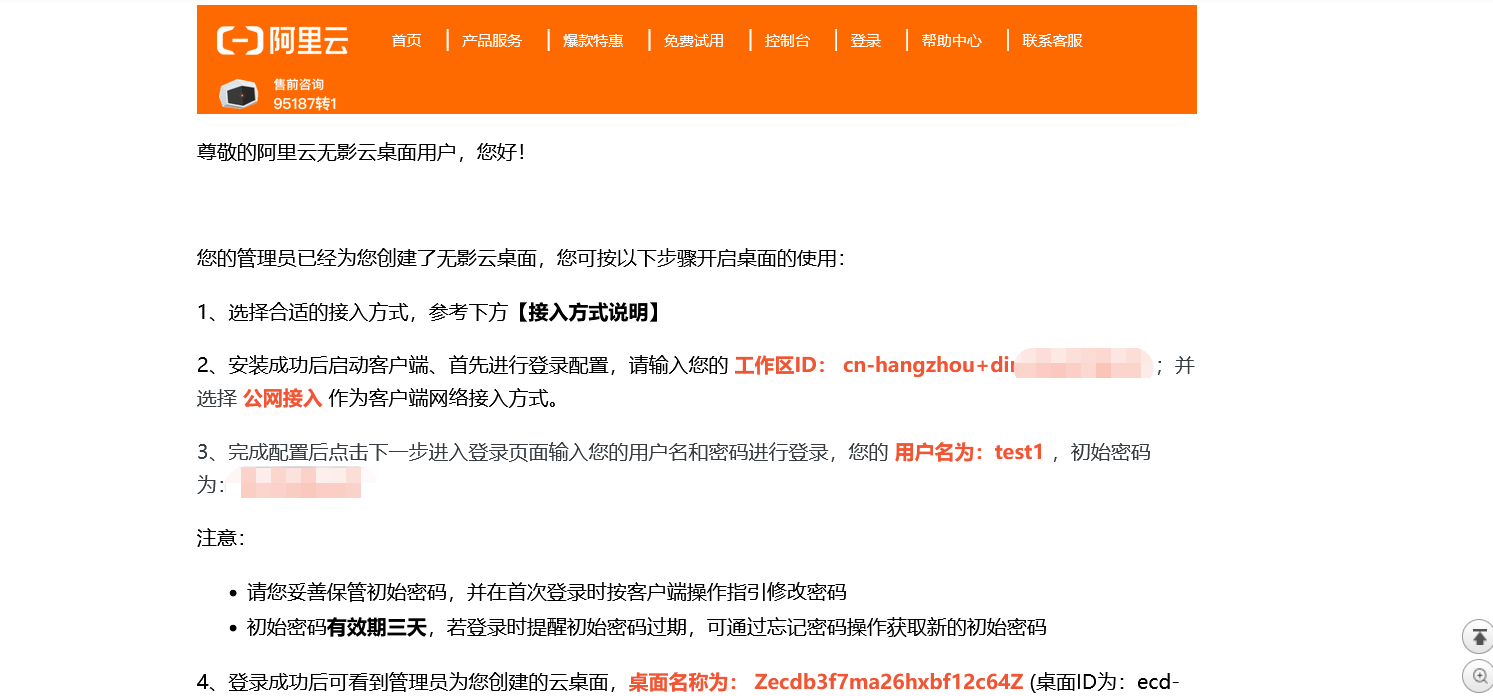 阿里云 首页 产品服务 爆款特惠 免费试用 控制台 登录 帮助中心 联系客服
售前咨询
95187转1
尊敬的阿里云无影云桌面用户，您好！
您的管理员已经为您创建了无影云桌面，您可按以下步骤开启桌面的使用：
1、选择合适的接入方式，参考下方【接入方式说明】
2、安装成功后启动客户端、首先进行登录配置，请输入您的 工作区ID： cn-hangzhou+dir ；并
选择 公网接入 作为客户端网络接入方式。
3、完成配置后点击下一步进入登录页面输入您的用户名和密码进行登录，您的 用户名为：test1 ，初始密码
为：
注意：
• 请您妥善保管初始密码，并在首次登录时按客户端操作指引修改密码
• 初始密码有效期三天，若登录时提醒初始密码过期，可通过忘记密码操作获取新的初始密码
4、登录成功后可看到管理员为您创建的云桌面，桌面名称为： Zecdb3f7ma26hxbf12c64Z (桌面ID为：ecd-